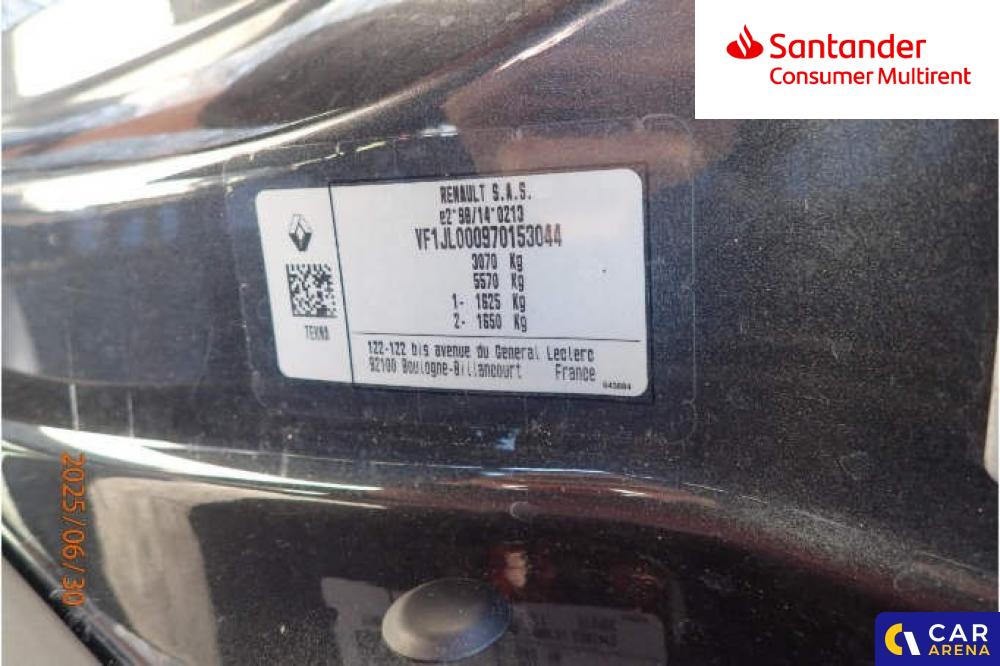 Santander
Consumer Multirent
RENAULT S.A.S.
e2*98/14*0213
VF1JL000970153044
3070 Kg
5570 Kg
1- 1625 Kg
2- 1650 Kg
TEKNO
122-122 bis avenue du General Leclerc
92100 Boulogne-Billancourt France
2025/06/30
CAR
ARENA